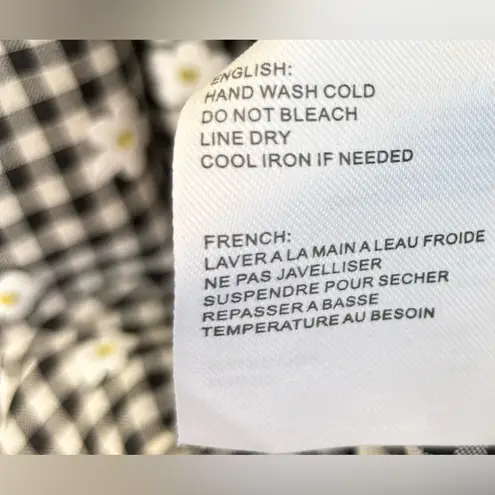 ENGLISH:
HAND WASH COLD
DO NOT BLEACH
LINE DRY
COOL IRON IF NEEDED
FRENCH:
LAVER A LA MAIN A LEAU FROIDE
NE PAS JAVELLISER
SUSPENDRE POUR SECHER
REPASSER A BASSE
TEMPERATURE AU BESOIN